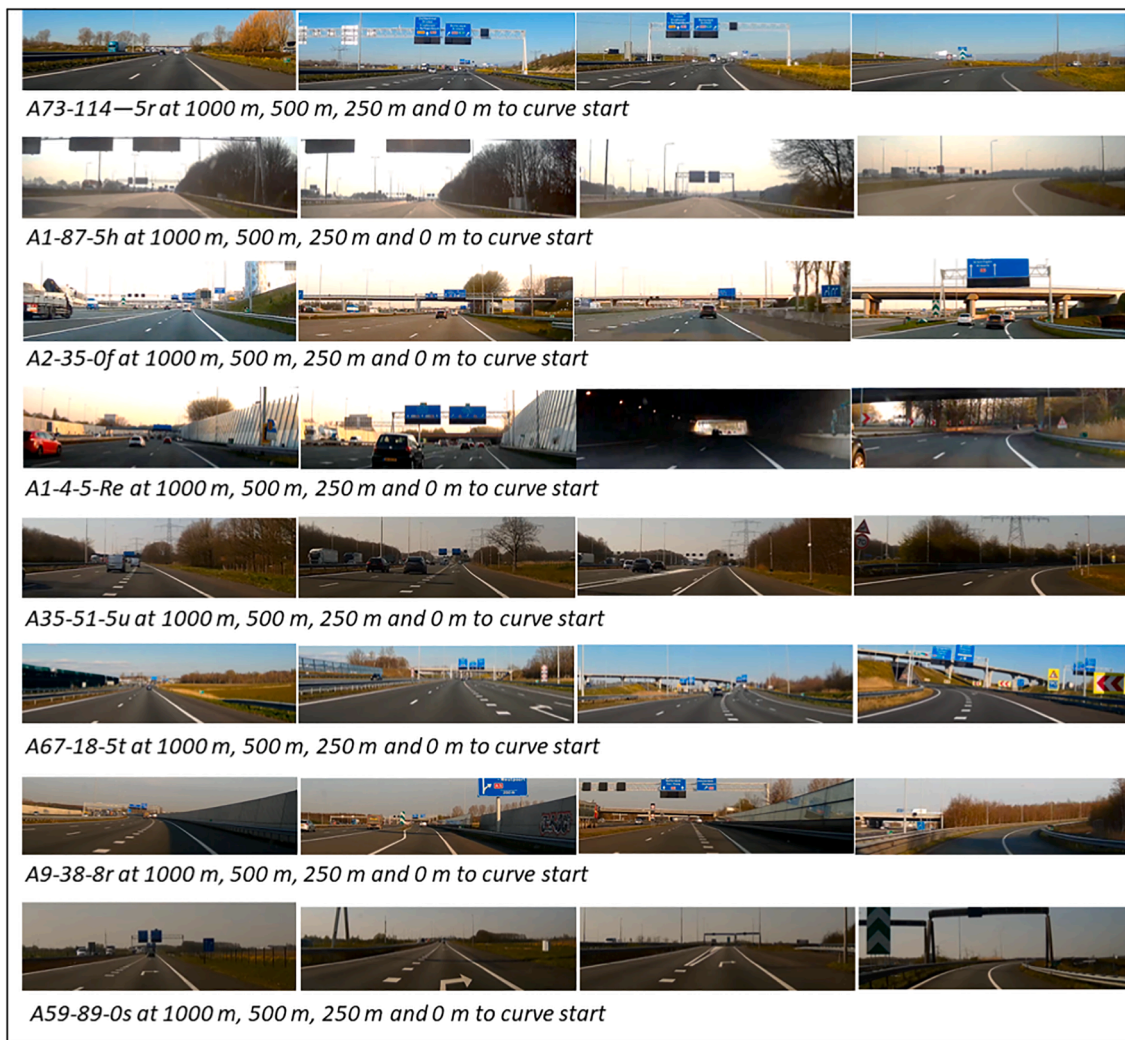 A73-114—5r at 1000 m, 500 m, 250 m and 0 m to curve start
A1-87-5h at 1000 m, 500 m, 250 m and 0 m to curve start
A2-35-0f at 1000 m, 500 m, 250 m and 0 m to curve start
A1-4-5-Re at 1000 m, 500 m, 250 m and 0 m to curve start
A35-51-5u at 1000 m, 500 m, 250 m and 0 m to curve start
A67-18-5t at 1000 m, 500 m, 250 m and 0 m to curve start
Westpoort
A9-38-8r at 1000 m, 500 m, 250 m and 0 m to curve start
A59-89-0s at 1000 m, 500 m, 250 m and 0 m to curve start